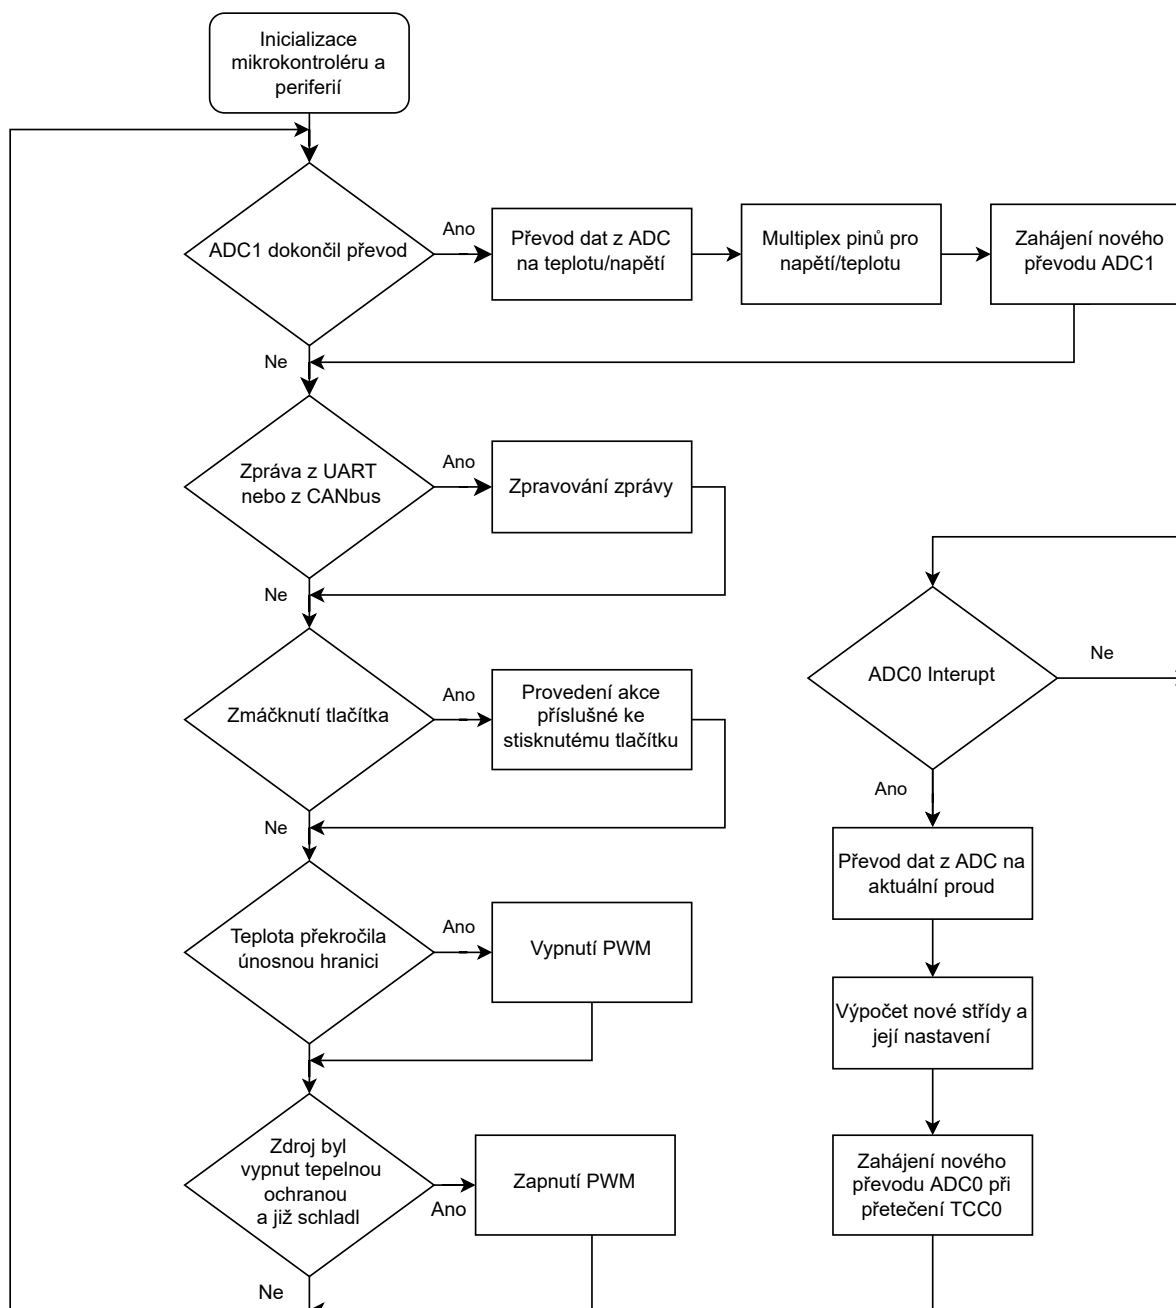 Inicializace
mikrokontroléru a
periferií
ADC1 dokončil převod
Ano
Převod dat z ADC
na teplotu/napětí
Multiplex pinů pro
napětí/teplotu
Zahájení nového
převodu ADC1
Ne
Zpráva z UART
nebo z CANbus
Ano
Zpravování zprávy
Ne
Zmáčknutí tlačítka
Ano
Provedení akce
příslušné ke
stisknutému tlačítku
Ne
Teplota překročila
únosnou hranici
Ano
Vypnutí PWM
Zdroj byl
vypnut tepelnou
ochranou
a již schladl
Ano
Zapnutí PWM
Ne
ADC0 Interupt
Ne
Ano
Převod dat z ADC na
aktuální proud
Výpočet nové střídy a
její nastavení
Zahájení nového
převodu ADC0 při
přetečení TCC0